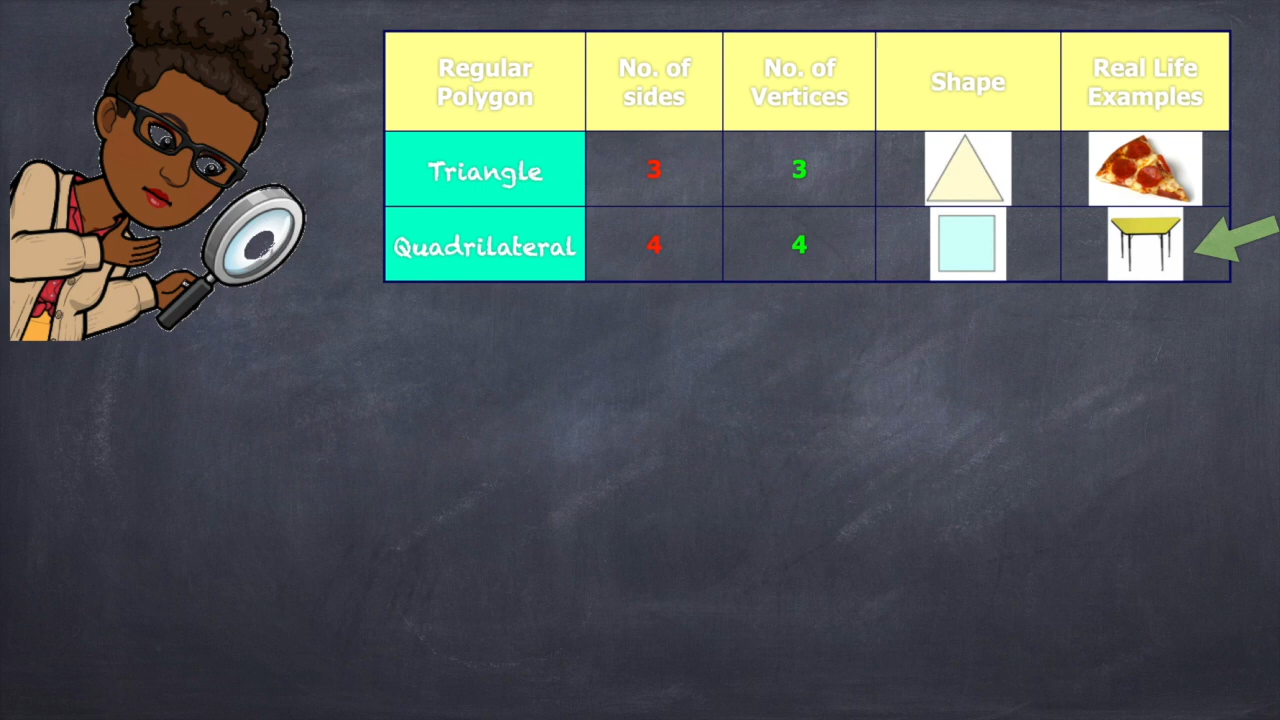 Regular
Polygon
No. of
sides
No. of
Vertices
Shape
Real Life
Examples
Triangle
3
3
Quadrilateral
4
4